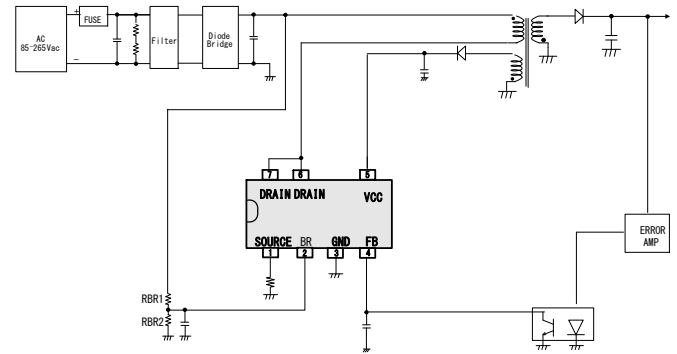 +
FUSE
AC
85-265Vac
Filter
Diode
Bridge
-
7
6
5
DRAIN DRAIN
VCC
SOURCE BR GND FB
1
2
3
4
ERROR
AMP
RBR1
RBR2